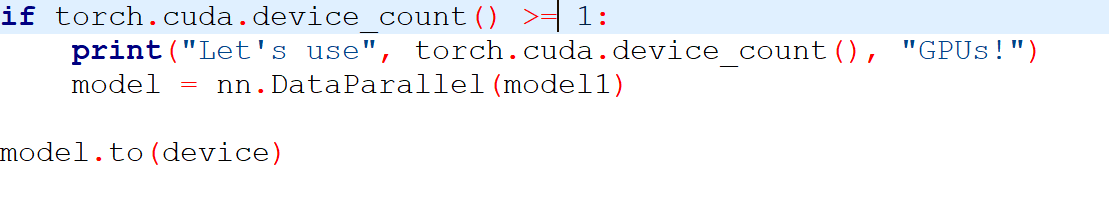 if torch.cuda.device_count() >= 1:
    print("Let's use", torch.cuda.device_count(), "GPUs!")
    model = nn.DataParallel(model1)
model.to(device)